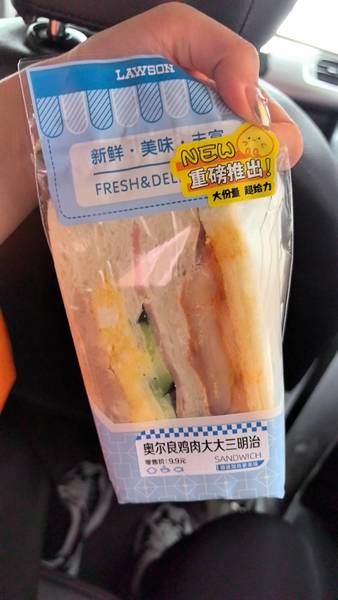 LAWSON
新鲜·美味·丰富
FRESH&DEL
NEW
重磅推出!
大份量 超给力
奥尔良鸡肉大大三明治
零售价:9.9元
SANDWICH